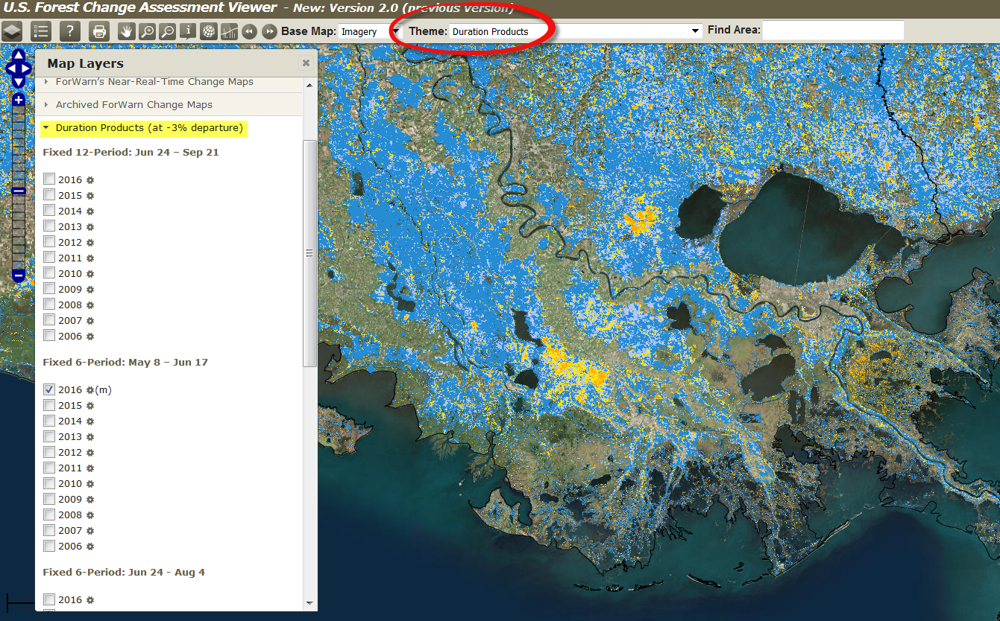 U.S. Forest Change Assessment Viewer - New: Version 2.0 (previous version)
Base Map: Imagery Theme: Duration Products Find Area:
Map Layers
ForWarn's Near-Real-Time Change Maps
Archived ForWarn Change Maps
Duration Products (at -3% departure)
Fixed 12-Period: Jun 24 – Sep 21
2016
2015
2014
2013
2012
2011
2010
2009
2008
2007
2006
Fixed 6-Period: May 8 – Jun 17
2016 (m)
2015
2014
2013
2012
2011
2010
2009
2008
2007
2006
Fixed 6-Period: Jun 24 - Aug 4
2016